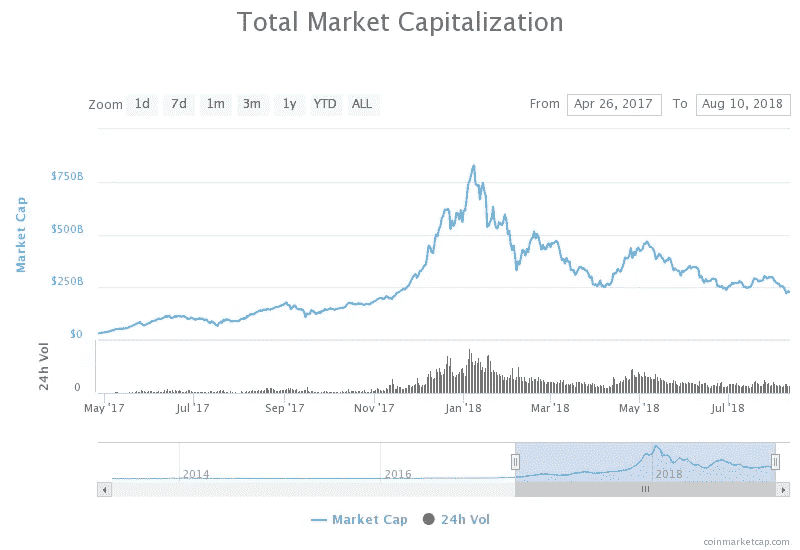 Total Market Capitalization
Zoom 1d 7d 1m 3m 1y YTD ALL From Apr 26, 2017 To Aug 10, 2018
Market Cap
$750B
$500B
$250B
$0
24h Vol
0
May '17 Jul '17 Sep '17 Nov '17 Jan '18 Mar '18 May '18 Jul '18
2014 2016 2018
Market Cap 24h Vol
coinmarketcap.com